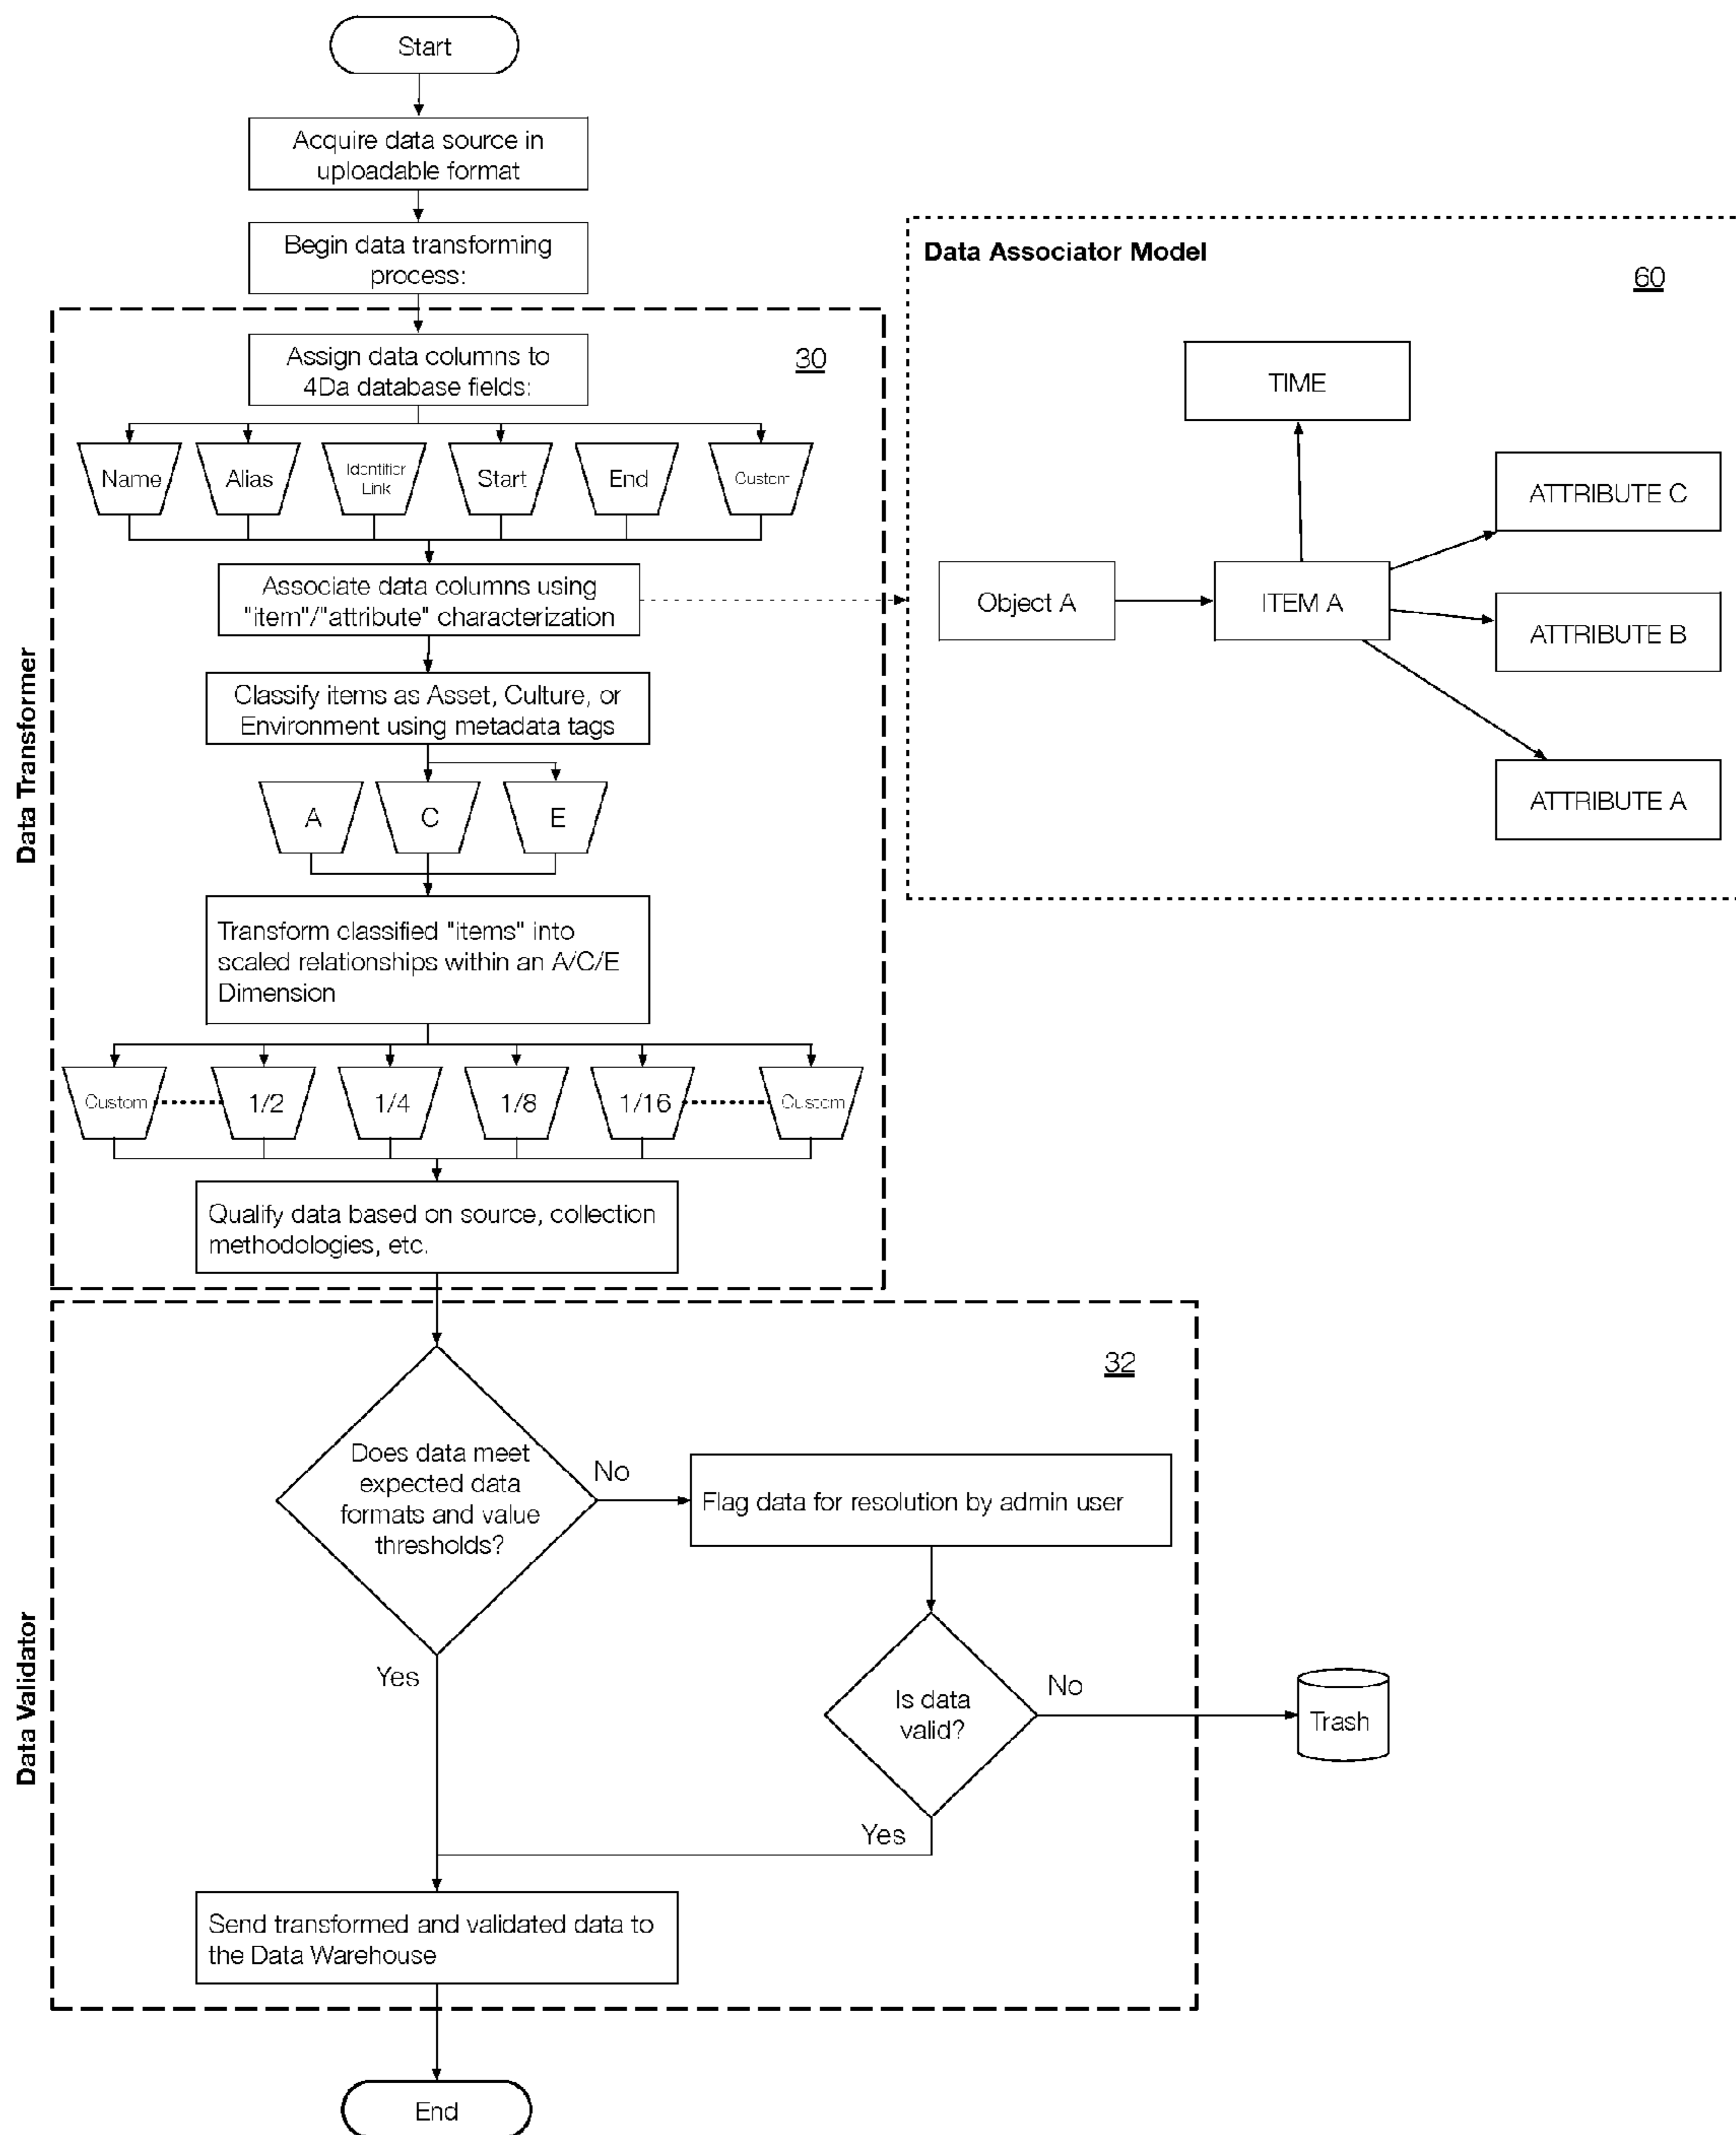 Start
Acquire data source in
uploadable format
Begin data transforming
process:
Data Transformer
30
Assign data columns to
4Da database fields:
Name
Alias
Identifier
Link
Start
End
Custom
Associate data columns using
"item"/"attribute" characterization
Classify items as Asset, Culture, or
Environment using metadata tags
A
C
E
Transform classified "items" into
scaled relationships within an A/C/E
Dimension
Custom
1/2
1/4
1/8
1/16
Custom
Qualify data based on source, collection
methodologies, etc.
Data Associator Model
60
TIME
ATTRIBUTE C
Object A
ITEM A
ATTRIBUTE B
ATTRIBUTE A
Data Validator
32
Does data meet
expected data
formats and value
thresholds?
No
Flag data for resolution by admin user
Yes
Is data
valid?
No
Trash
Yes
Send transformed and validated data to
the Data Warehouse
End